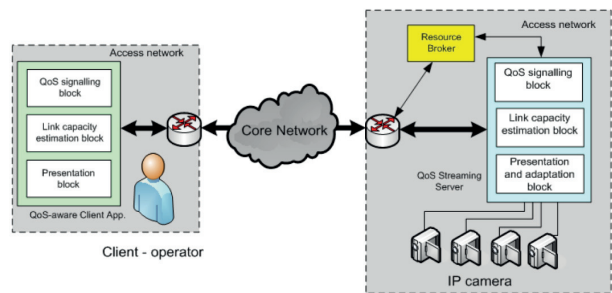 Access network
QoS signalling
block
Link capacity
estimation block
Presentation
block
QoS-aware Client App.
Client - operator
Core Network
Access network
Resource
Broker
QoS signalling
block
Link capacity
estimation block
Presentation
and adaptation
block
QoS Streaming
Server
IP camera